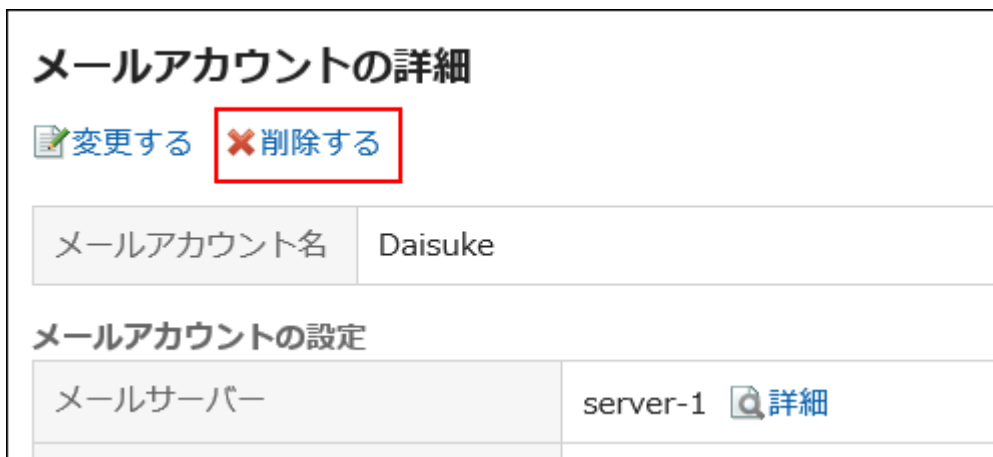 メールアカウントの詳細
変更する 削除する
メールアカウント名 Daisuke
メールアカウントの設定
メールサーバー server-1 詳細